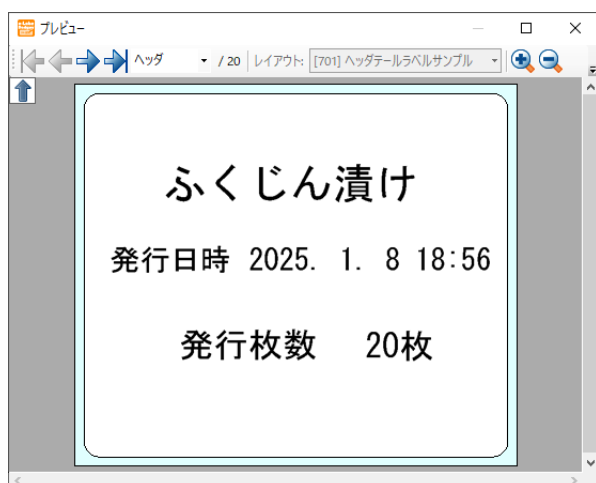 プレビュー
ヘッダ / 20 レイアウト: [701] ヘッダテールラベルサンプル
ふくじん漬け
発行日時 2025. 1. 8 18:56
発行枚数 20枚